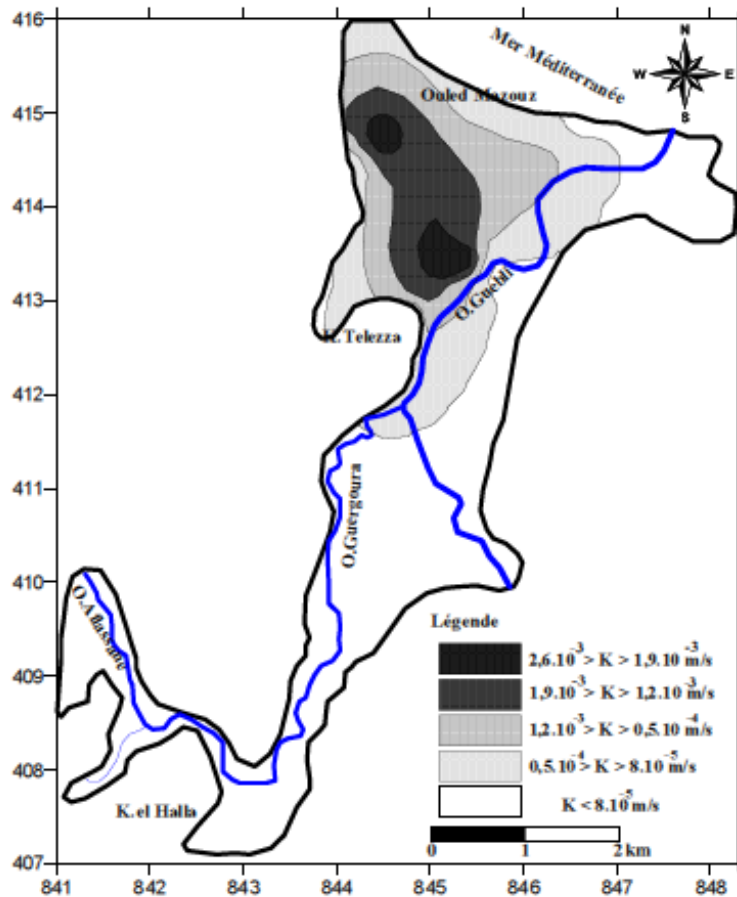 416
415
414
413
412
411
410
409
408
407
841
842
843
844
845
846
847
848
N
W
E
S
Mer Méditerranée
Ouled Mazouz
O.Guebli
K. Telezza
O.Guergoura
O.Aflassane
K. el Halla
Légende
2,6.10⁻³ > K > 1,9.10⁻³ m/s
1,9.10⁻³ > K > 1,2.10⁻³ m/s
1,2.10⁻³ > K > 0,5.10⁻⁴ m/s
0,5.10⁻⁴ > K > 8.10⁻⁵ m/s
K < 8.10⁻⁵ m/s
0 1 2 km